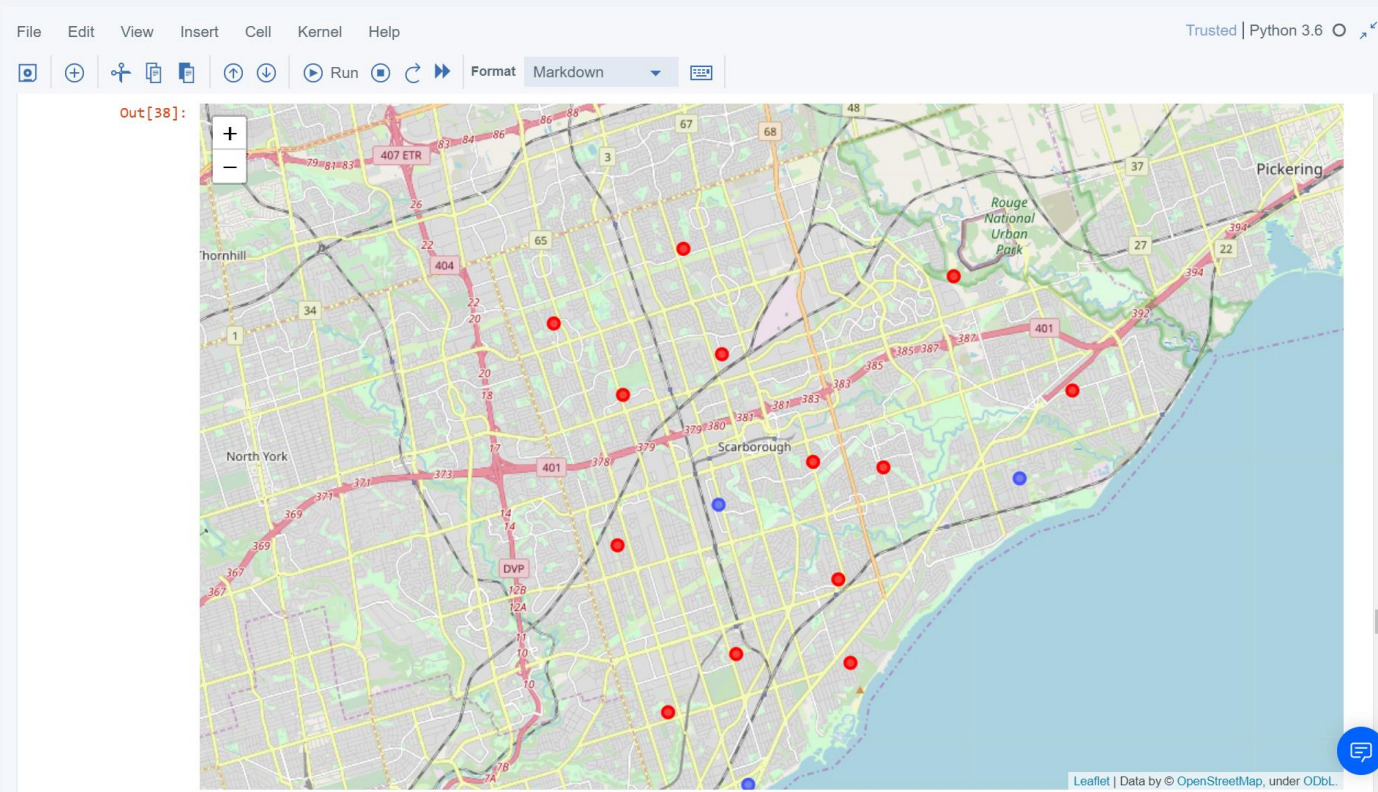 File Edit View Insert Cell Kernel Help
Trusted | Python 3.6
Run
Format
Markdown
Out[38]:
+
−
48
67
68
86
88
86
84
83
407 ETR
79
81-83
3
37
Pickering
26
Rouge
National
Urban
Park
394
65
22
27
22
Thornhill
404
394
22
20
34
392
1
401
387
385
387
385
20
383
18
383
381
381
380
379
Scarborough
379
17
North York
401
378
373
371
371
369
14
14
369
DVP
367
12B
367
12A
11
10
10
7B
7A
Leaflet | Data by © OpenStreetMap, under ODbL.